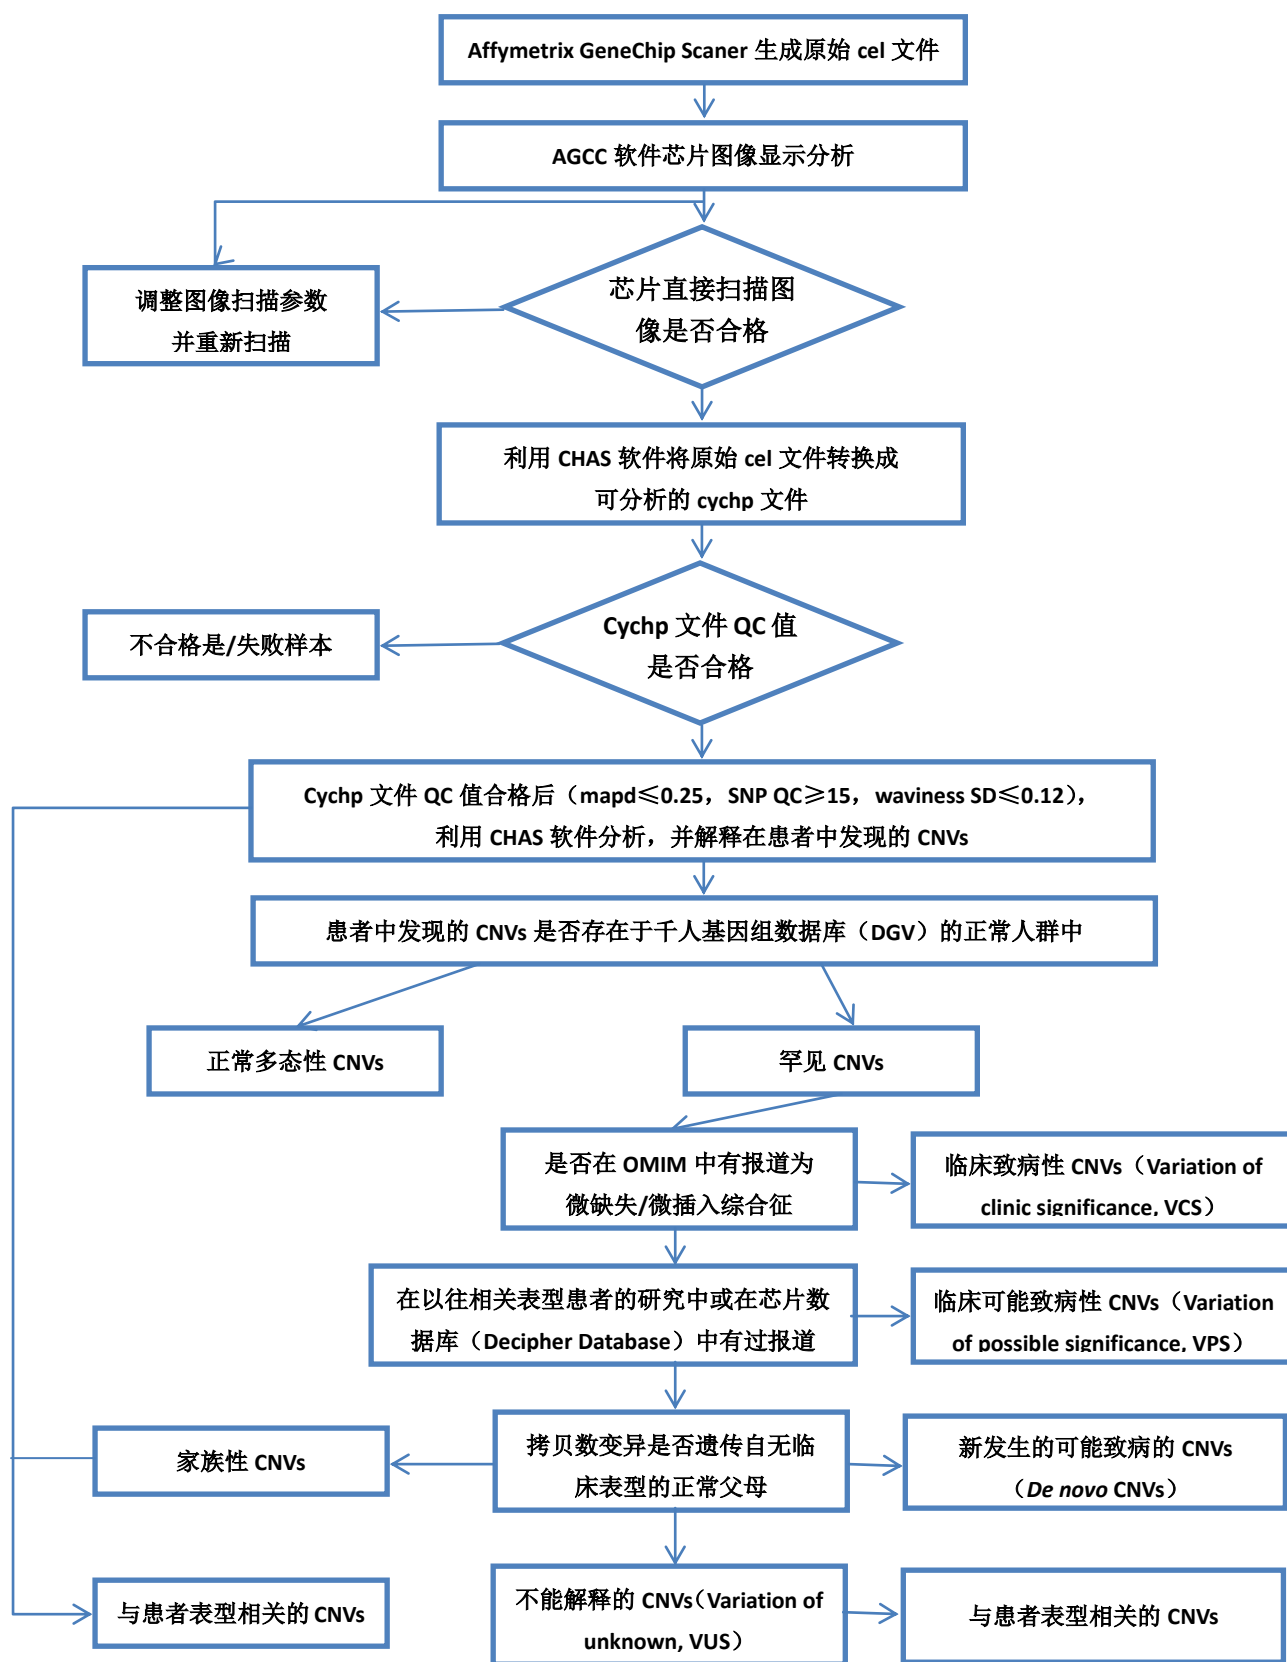 Affymetrix GeneChip Scaner 生成原始 cel 文件
AGCC 软件芯片图像显示分析
芯片直接扫描图
像是否合格
调整图像扫描参数
并重新扫描
利用 CHAS 软件将原始 cel 文件转换成
可分析的 cychp 文件
Cychp 文件 QC 值
是否合格
不合格是/失败样本
Cychp 文件 QC 值合格后（mapd≤0.25，SNP QC≥15，waviness SD≤0.12），
利用 CHAS 软件分析，并解释在患者中发现的 CNVs
患者中发现的 CNVs 是否存在于千人基因组数据库（DGV）的正常人群中
正常多态性 CNVs
罕见 CNVs
是否在 OMIM 中有报道为
微缺失/微插入综合征
临床致病性 CNVs（Variation of
clinic significance, VCS）
在以往相关表型患者的研究中或在芯片数
据库（Decipher Database）中有过报道
临床可能致病性 CNVs（Variation
of possible significance, VPS）
家族性 CNVs
拷贝数变异是否遗传自无临
床表型的正常父母
新发生的可能致病的 CNVs
（De novo CNVs）
与患者表型相关的 CNVs
不能解释的 CNVs（Variation of
unknown, VUS）
与患者表型相关的 CNVs